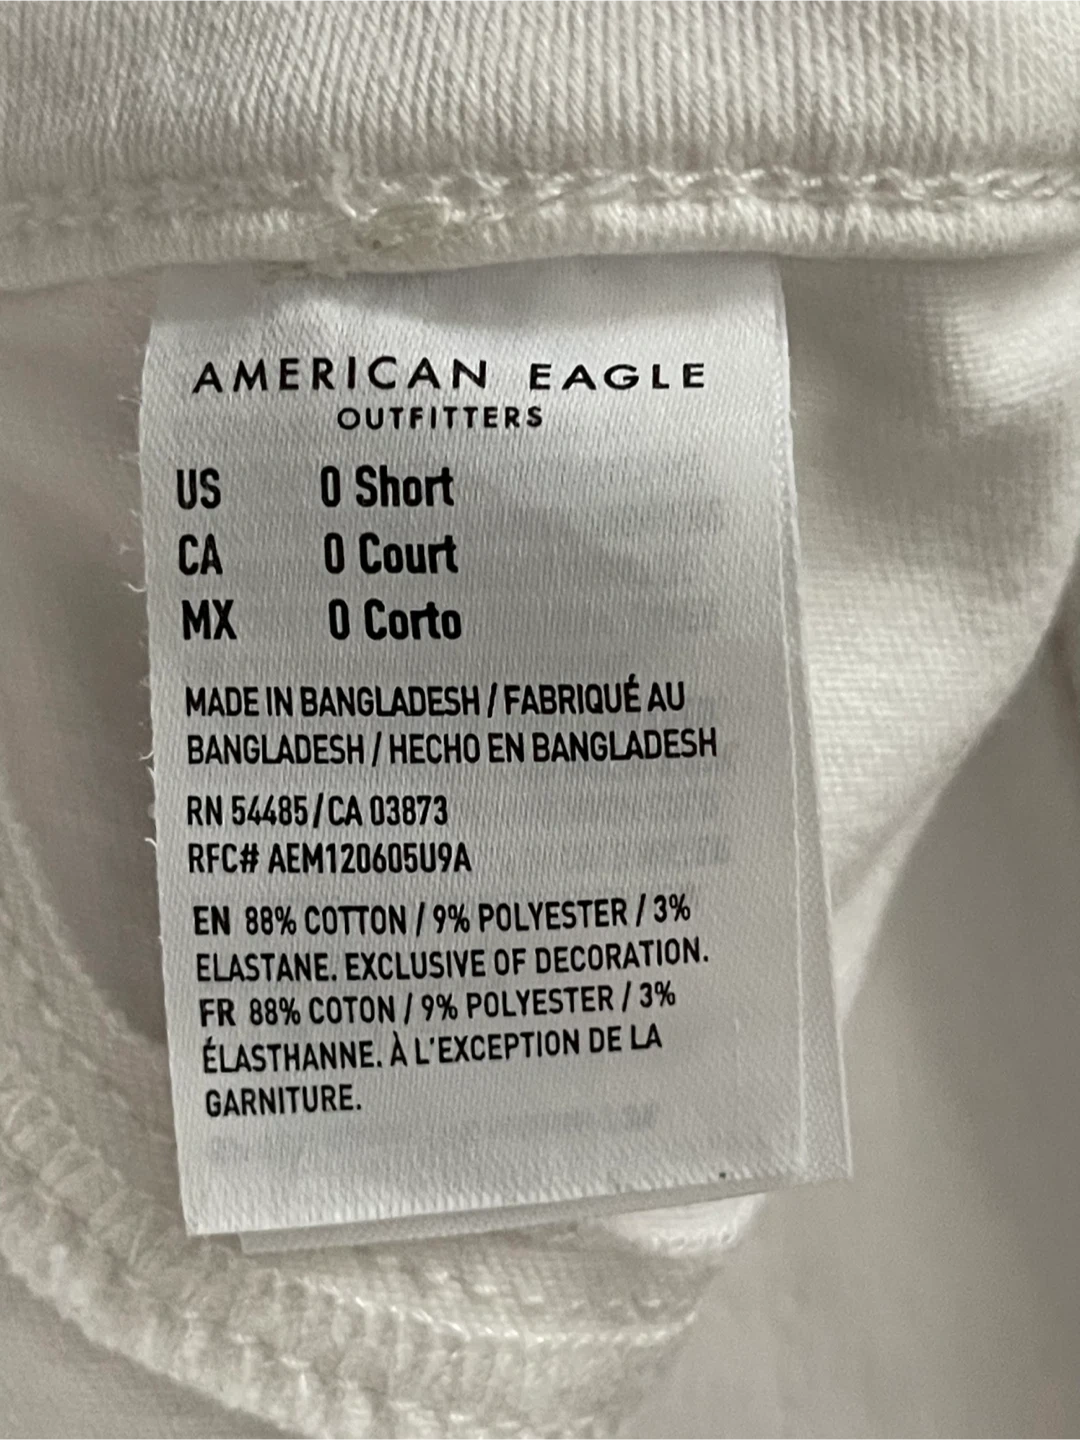 AMERICAN EAGLE
OUTFITTERS
US 0 Short
CA 0 Court
MX 0 Corto
MADE IN BANGLADESH / FABRIQUÉ AU
BANGLADESH / HECHO EN BANGLADESH
RN 54485/CA 03873
RFC# AEM120605U9A
EN 88% COTTON / 9% POLYESTER / 3%
ELASTANE. EXCLUSIVE OF DECORATION.
FR 88% COTON / 9% POLYESTER / 3%
ÉLASTHANNE. À L'EXCEPTION DE LA
GARNITURE.